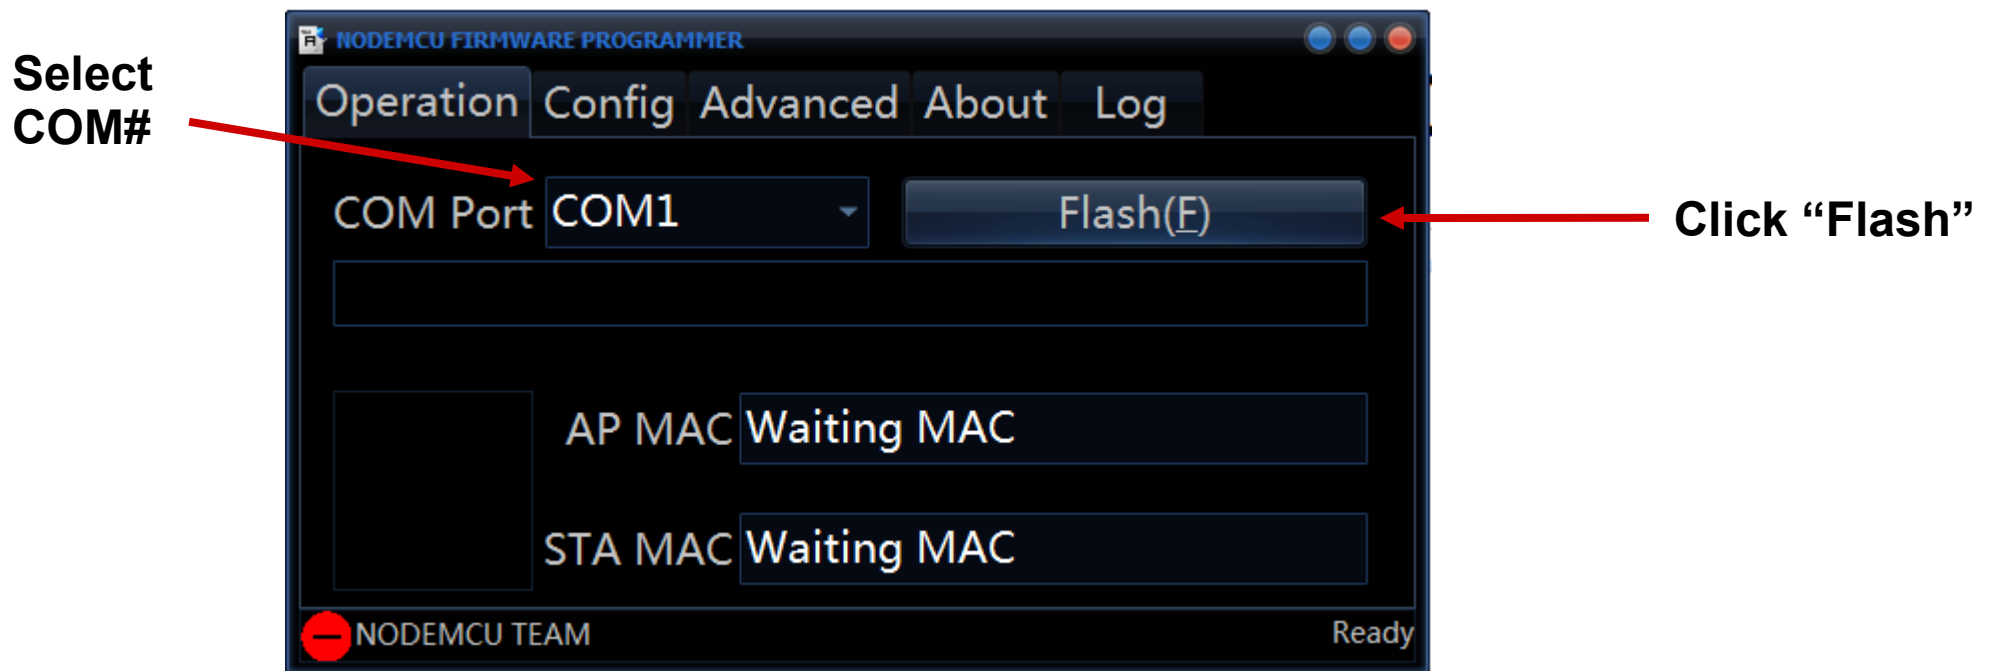 NODEMCU FIRMWARE PROGRAMMER
Select
COM#
Operation Config Advanced About Log
COM Port COM1 Flash(F)
Click “Flash”
AP MAC Waiting MAC
STA MAC Waiting MAC
NODEMCU TEAM Ready